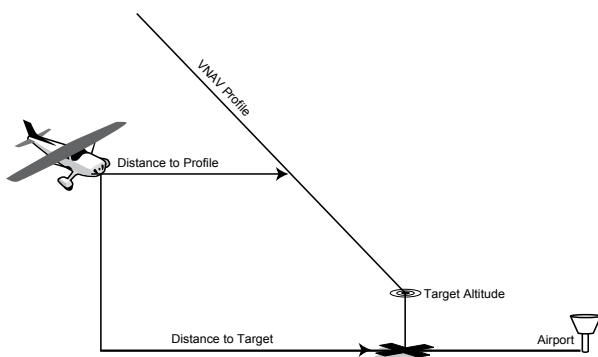 VNAV Profile
Distance to Profile
Target Altitude
Distance to Target
Airport